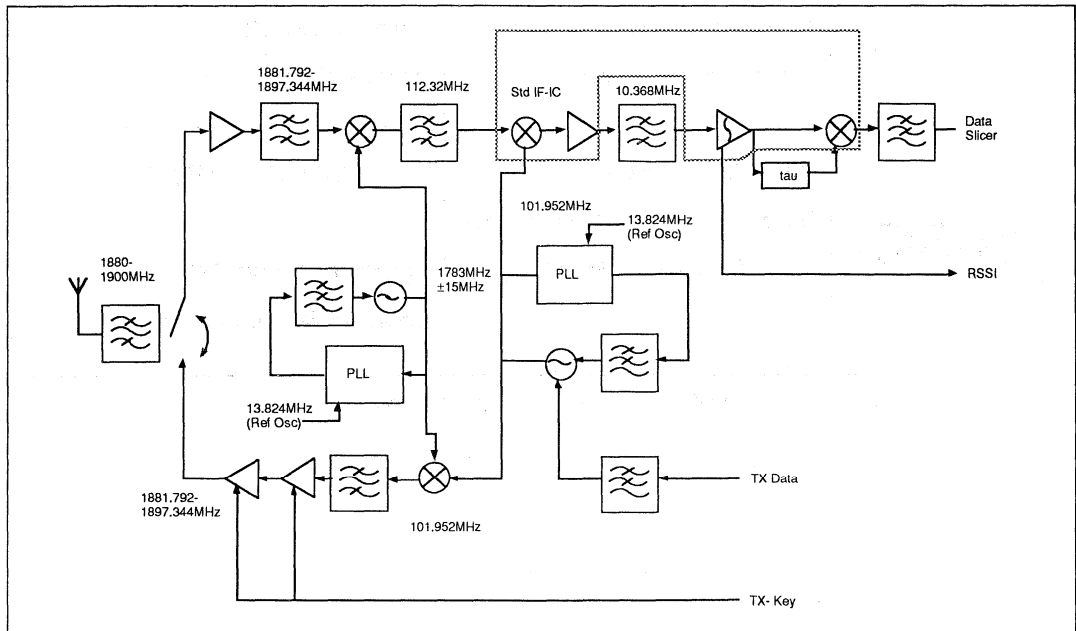 1881.792-
1897.344MHz
112.32MHz
Std IF-IC
10.368MHz
Data
Slicer
tau
101.952MHz
13.824MHz
(Ref Osc)
1880-
1900MHz
1783MHz
±15MHz
PLL
RSSI
PLL
13.824MHz
(Ref Osc)
1881.792-
1897.344MHz
101.952MHz
TX Data
TX- Key